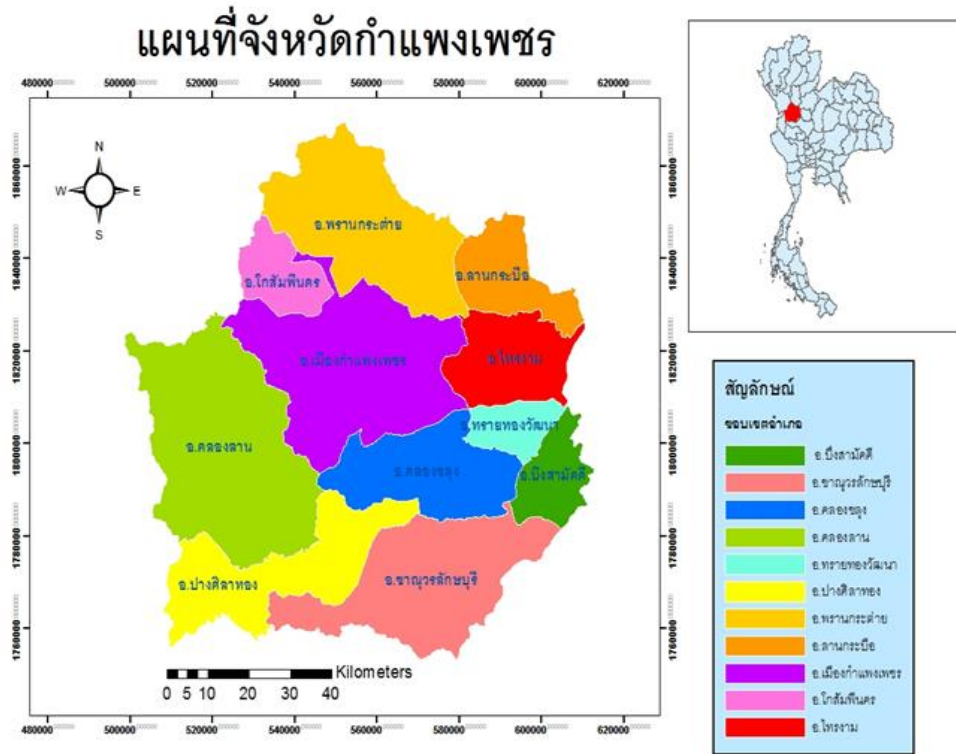 แผนที่จังหวัดกำแพงเพชร
480000 500000 520000 540000 560000 580000 600000 620000
1860000
1840000
1820000
1800000
1780000
1760000
N
W E
S
อ.พรานกระต่าย
อ.ลานกระบือ
อ.โกสัมพีนคร
อ.เมืองกำแพงเพชร
อ.ไทรงาม
อ.ทรายทองวัฒนา
อ.คลองลาน
อ.คลองขลุง
อ.บึงสามัคคี
อ.ปางศิลาทอง
อ.ขาณุวรลักษบุรี
Kilometers
0 5 10 20 30 40
480000 500000 520000 540000 560000 580000 600000 620000
1860000
1840000
1820000
1800000
1780000
1760000
สัญลักษณ์
ขอบเขตอำเภอ
อ.บึงสามัคคี
อ.ขาณุวรลักษบุรี
อ.คลองขลุง
อ.คลองลาน
อ.ทรายทองวัฒนา
อ.ปางศิลาทอง
อ.พรานกระต่าย
อ.ลานกระบือ
อ.เมืองกำแพงเพชร
อ.โกสัมพีนคร
อ.ไทรงาม